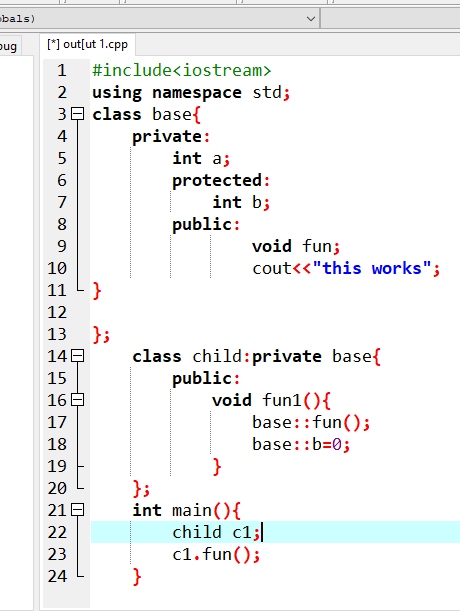 obals)
bug [*] out[ut 1.cpp
1 #include<iostream>
2 using namespace std;
3 class base{
4 private:
5 int a;
6 protected:
7 int b;
8 public:
9 void fun;
10 cout<<"this works";
11 }
12
13 };
14 class child:private base{
15 public:
16 void fun1(){
17 base::fun();
18 base::b=0;
19 }
20 };
21 int main(){
22 child c1;
23 c1.fun();
24 }